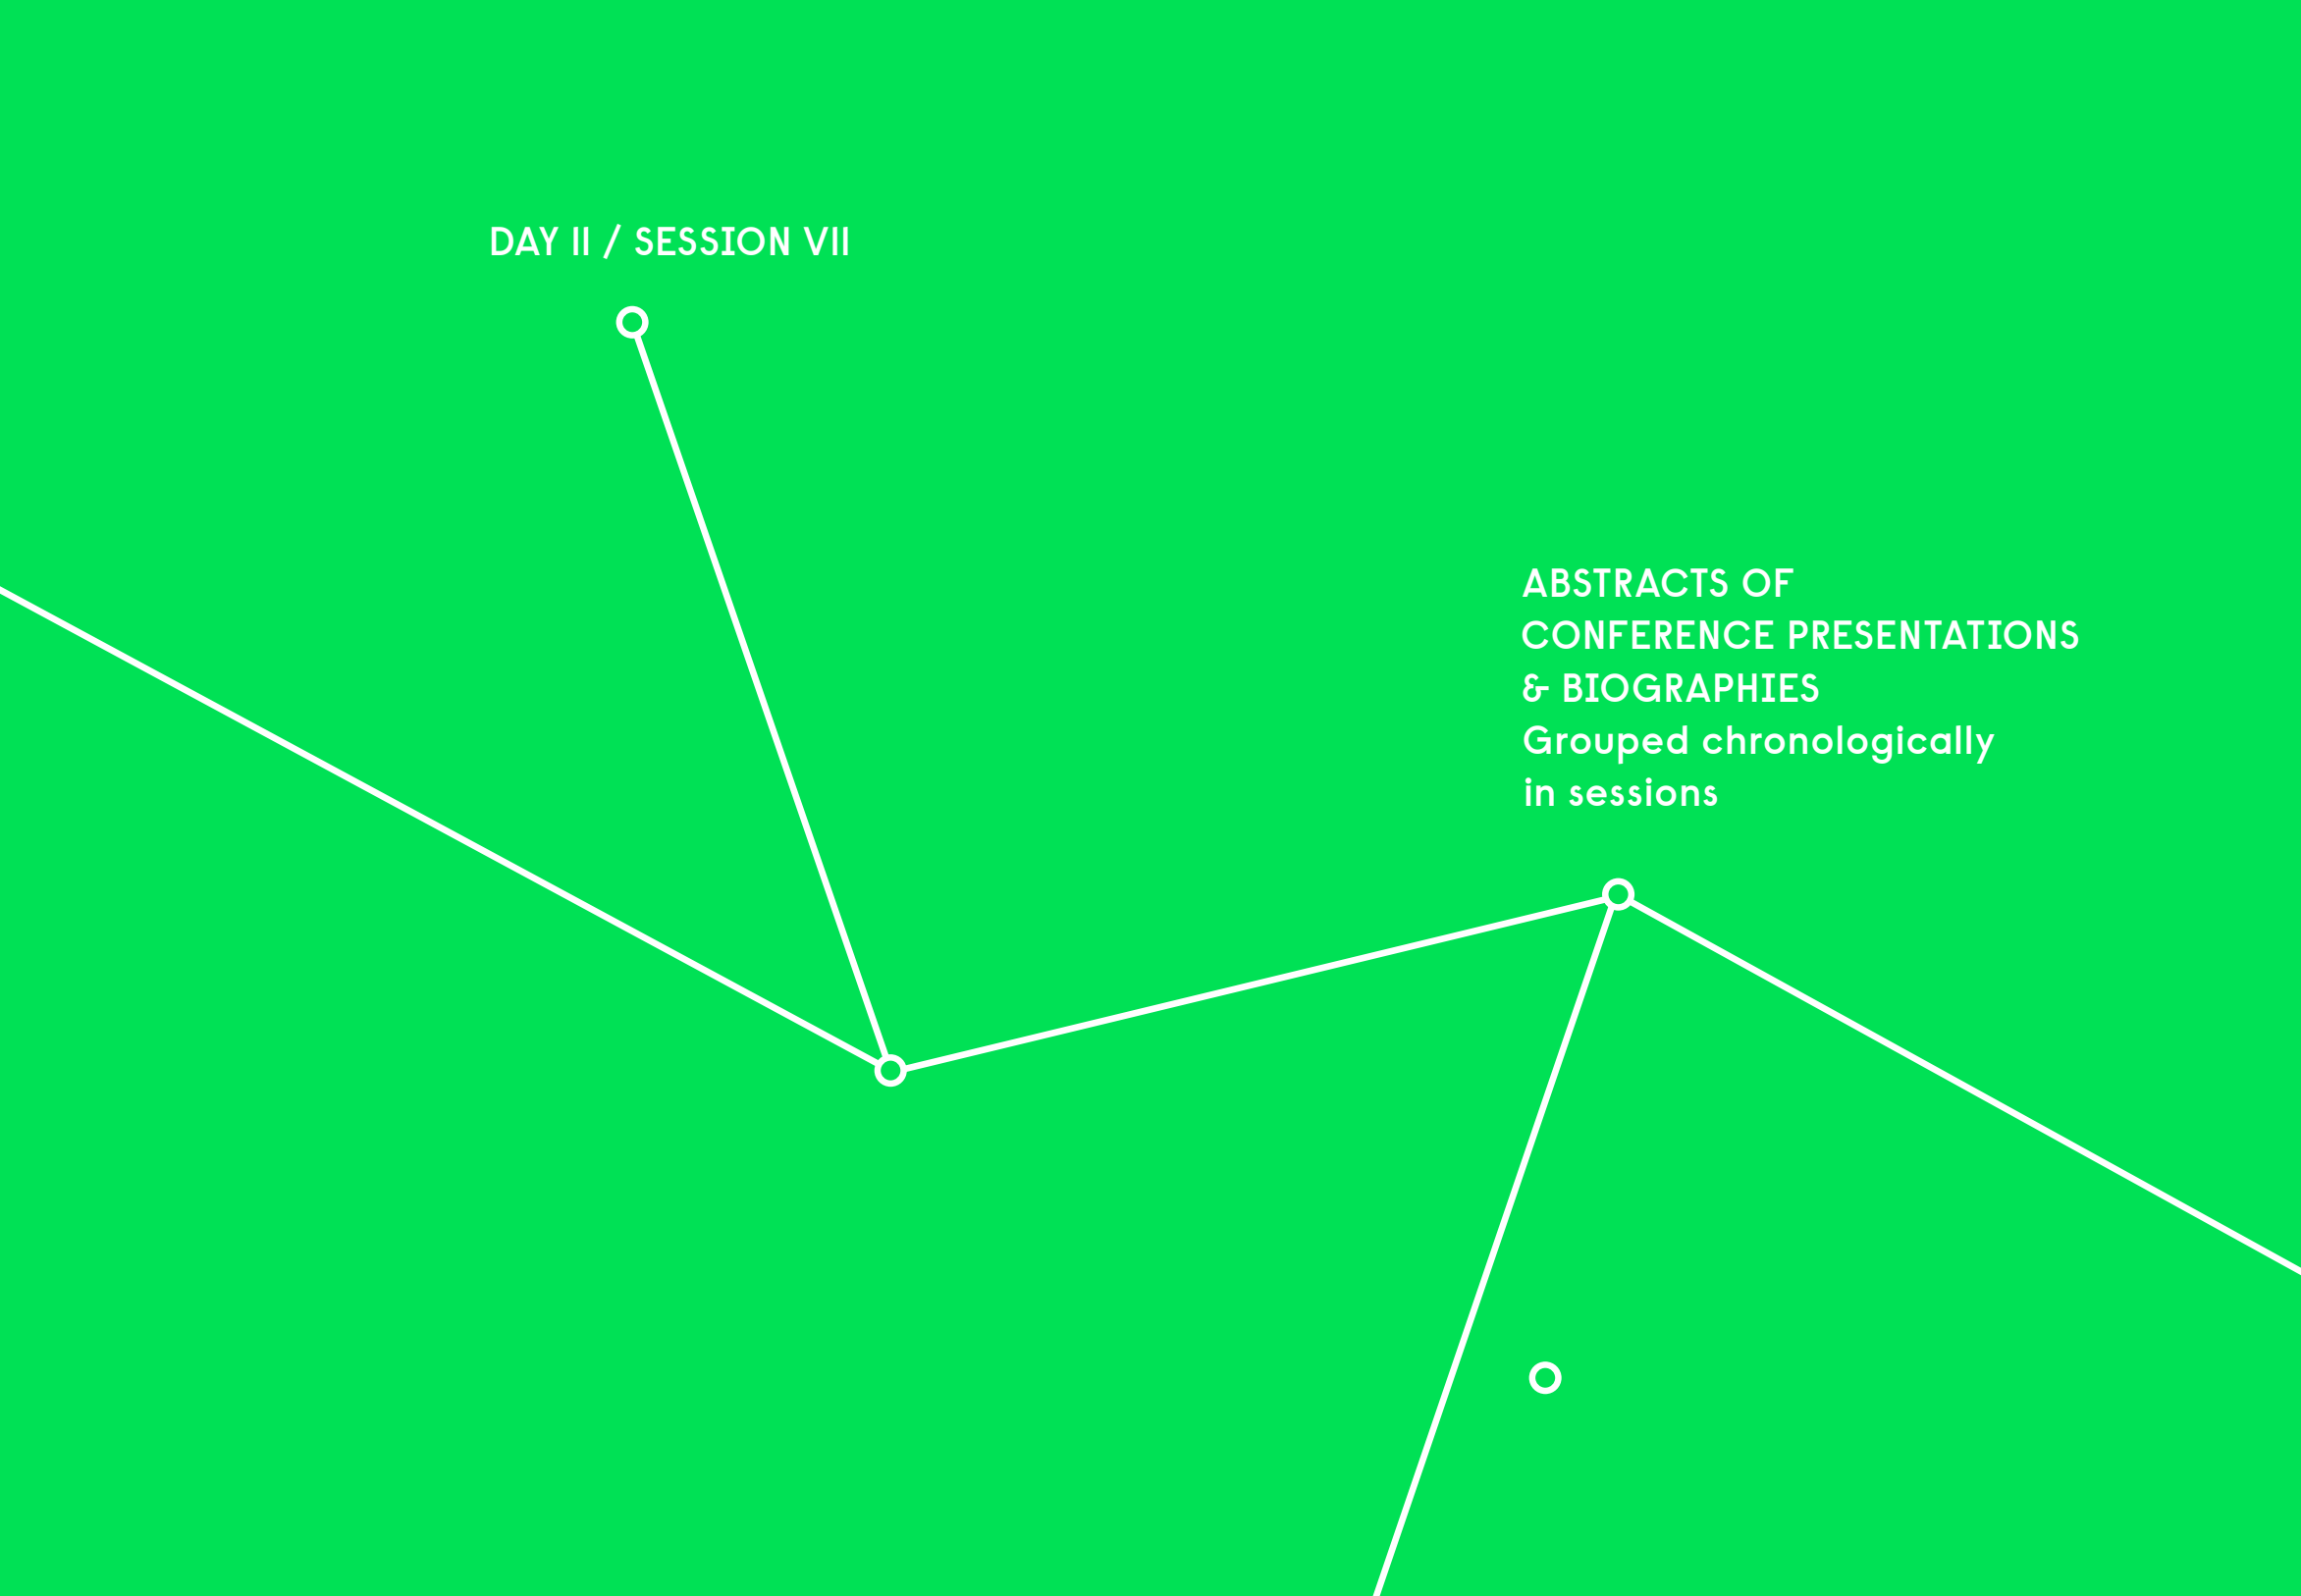 DAY II / SESSION VII
ABSTRACTS OF
CONFERENCE PRESENTATIONS
& BIOGRAPHIES
Grouped chronologically
in sessions